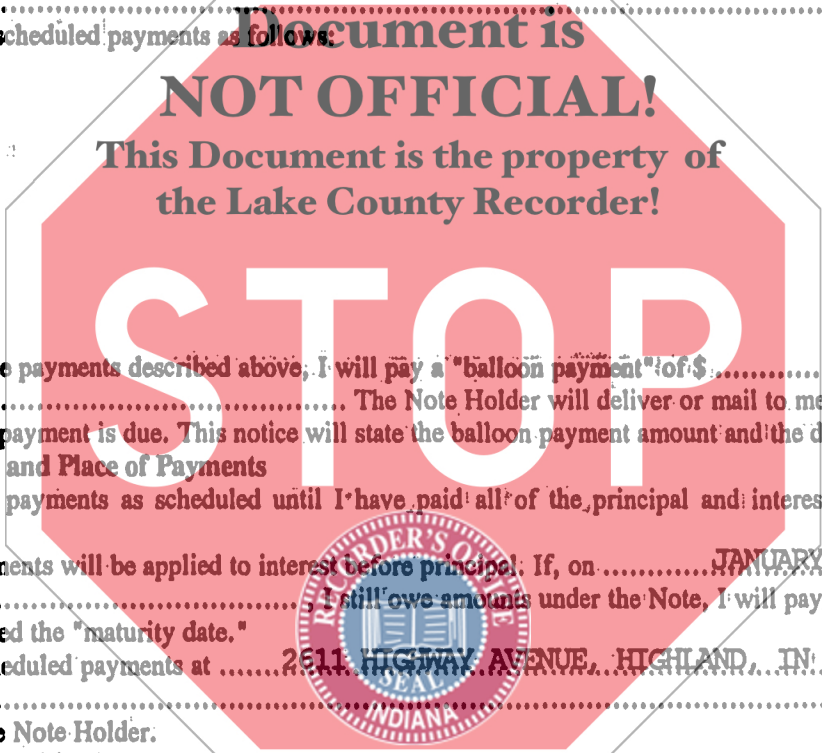 scheduled payments as follows:
Document is
NOT OFFICIAL!
This Document is the property of
the Lake County Recorder!
STOP
payments described above, I will pay a "balloon payment" of $
The Note Holder will deliver or mail to me
payment is due. This notice will state the balloon payment amount and the d
and Place of Payments
payments as scheduled until I have paid all of the principal and interes
ments will be applied to interest before principal. If, on JANUARY
I still owe amounts under the Note, I will pay
ed the "maturity date."
eduled payments at 2611 HIGHWAY AVENUE, HIGHLAND, IN
e Note Holder.
RECORDER'S OFFICE
SEAL
INDIANA